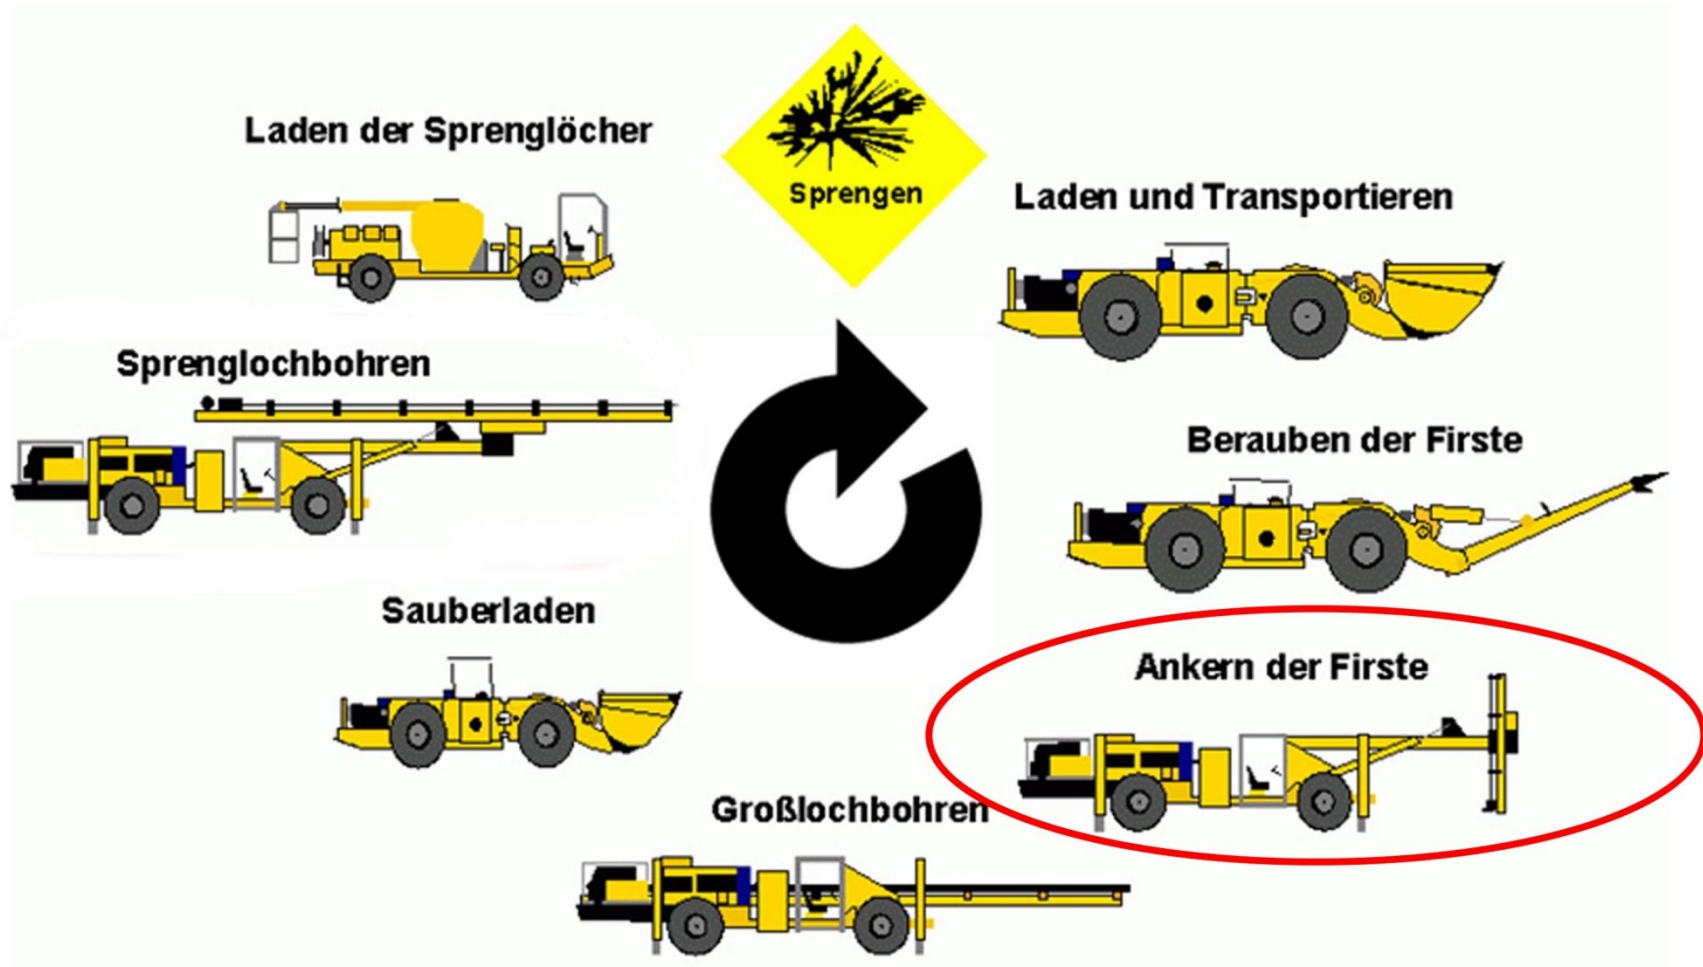 Laden der Sprenglöcher
Sprengen
Laden und Transportieren
Sprenglochbohren
Berauben der Firste
Sauberladen
Ankern der Firste
Großlochbohren